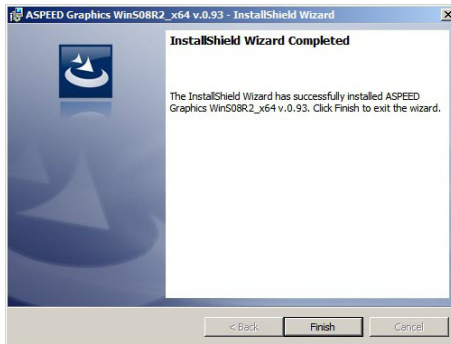 ASPEED Graphics WinS08R2_x64 v.0.93 - InstallShield Wizard
InstallShield Wizard Completed
The InstallShield Wizard has successfully installed ASPEED
Graphics WinS08R2_x64 v.0.93. Click Finish to exit the wizard.
< Back
Finish
Cancel